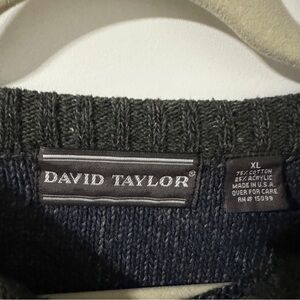 DAVID TAYLOR®
XL
75% COTTON
25% ACRYLIC
MADE IN U.S.A.
OVER FOR CARE
RN# 15099